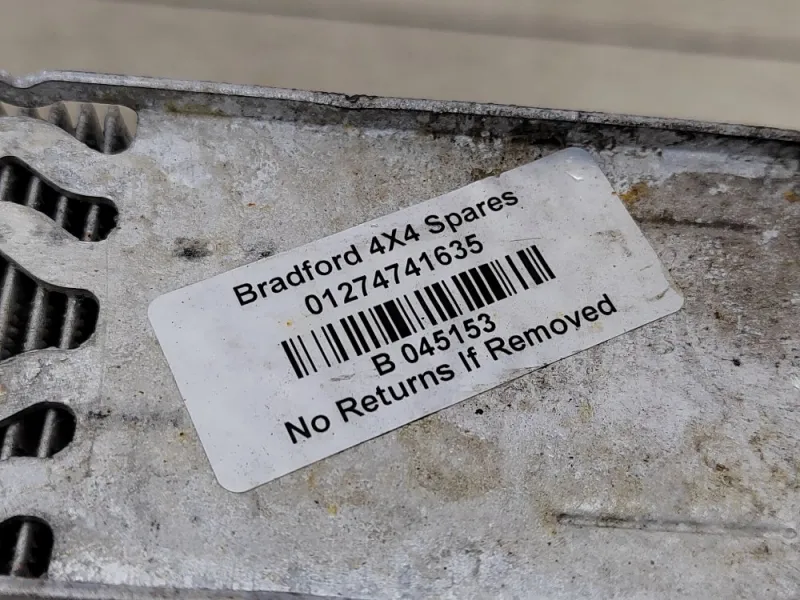 Bradford 4X4 Spares
01274741635
B 045153
No Returns If Removed